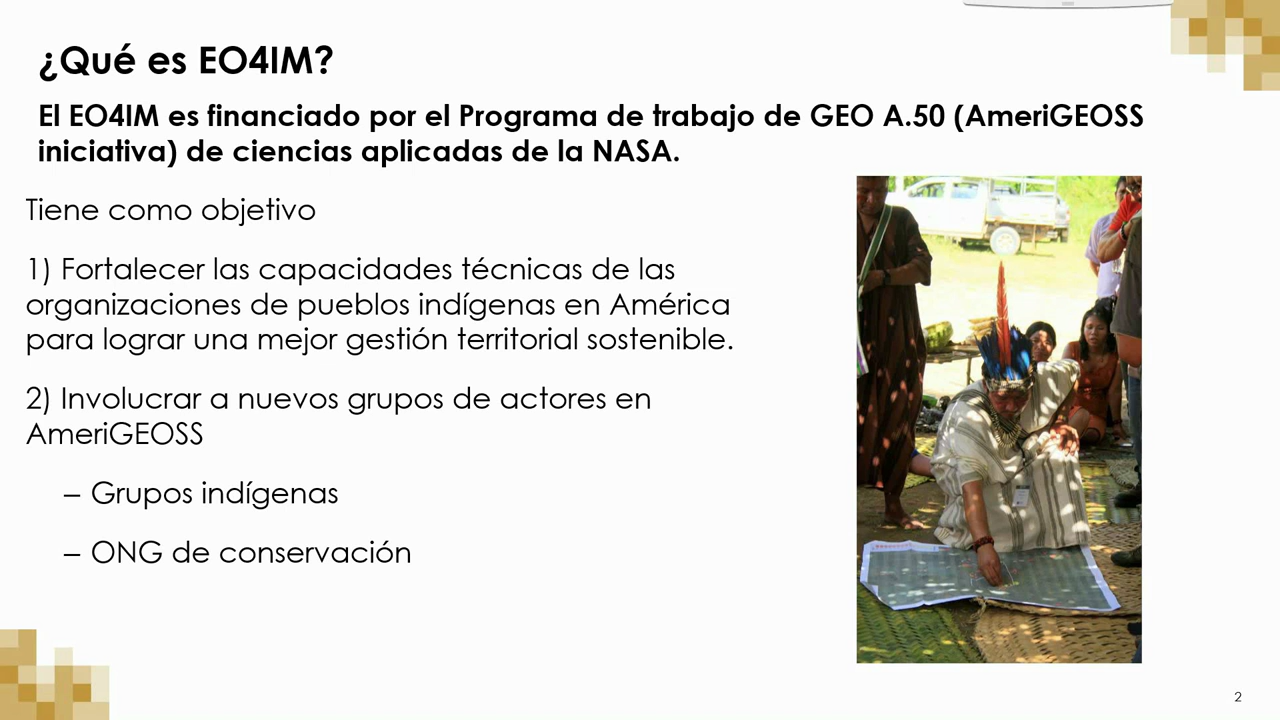 ¿Qué es EO4IM?
El EO4IM es financiado por el Programa de trabajo de GEO A.50 (AmeriGEOSS
iniciativa) de ciencias aplicadas de la NASA.
Tiene como objetivo
1) Fortalecer las capacidades técnicas de las
organizaciones de pueblos indígenas en América
para lograr una mejor gestión territorial sostenible.
2) Involucrar a nuevos grupos de actores en
AmeriGEOSS
– Grupos indígenas
– ONG de conservación
2